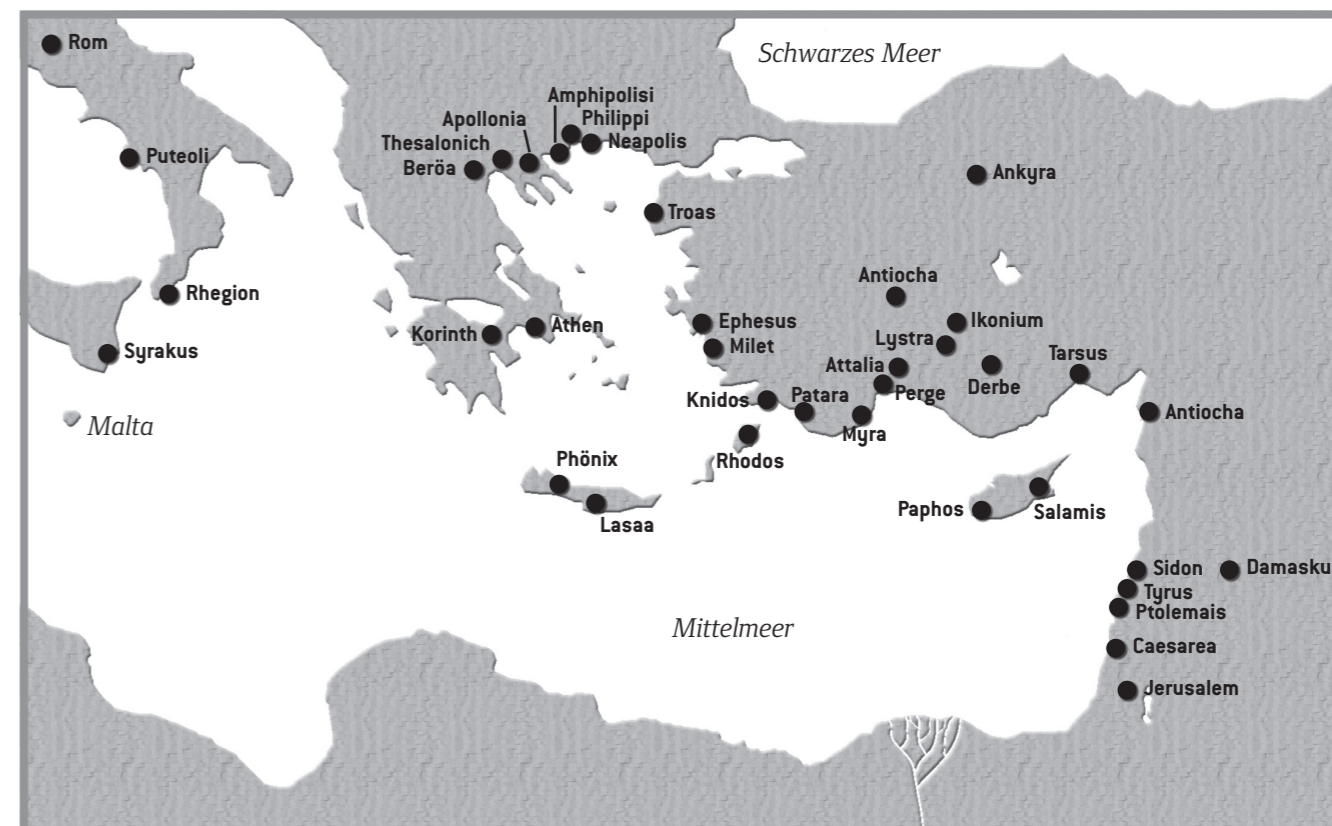 Rom
Schwarzes Meer
Amphipolisi
Apollonia
Philippi
Thesalonich
Neapolis
Beröa
Puteoli
Ankyra
Troas
Antiocha
Rhegion
Ephesus
Ikonium
Korinth
Athen
Lystra
Milet
Syrakus
Attalia
Tarsus
Derbe
Perge
Knidos
Patara
Antiocha
Malta
Myra
Rhodos
Phönix
Paphos
Salamis
Lasaa
Sidon
Damasku
Tyrus
Ptolemais
Mittelmeer
Caesarea
Jerusalem